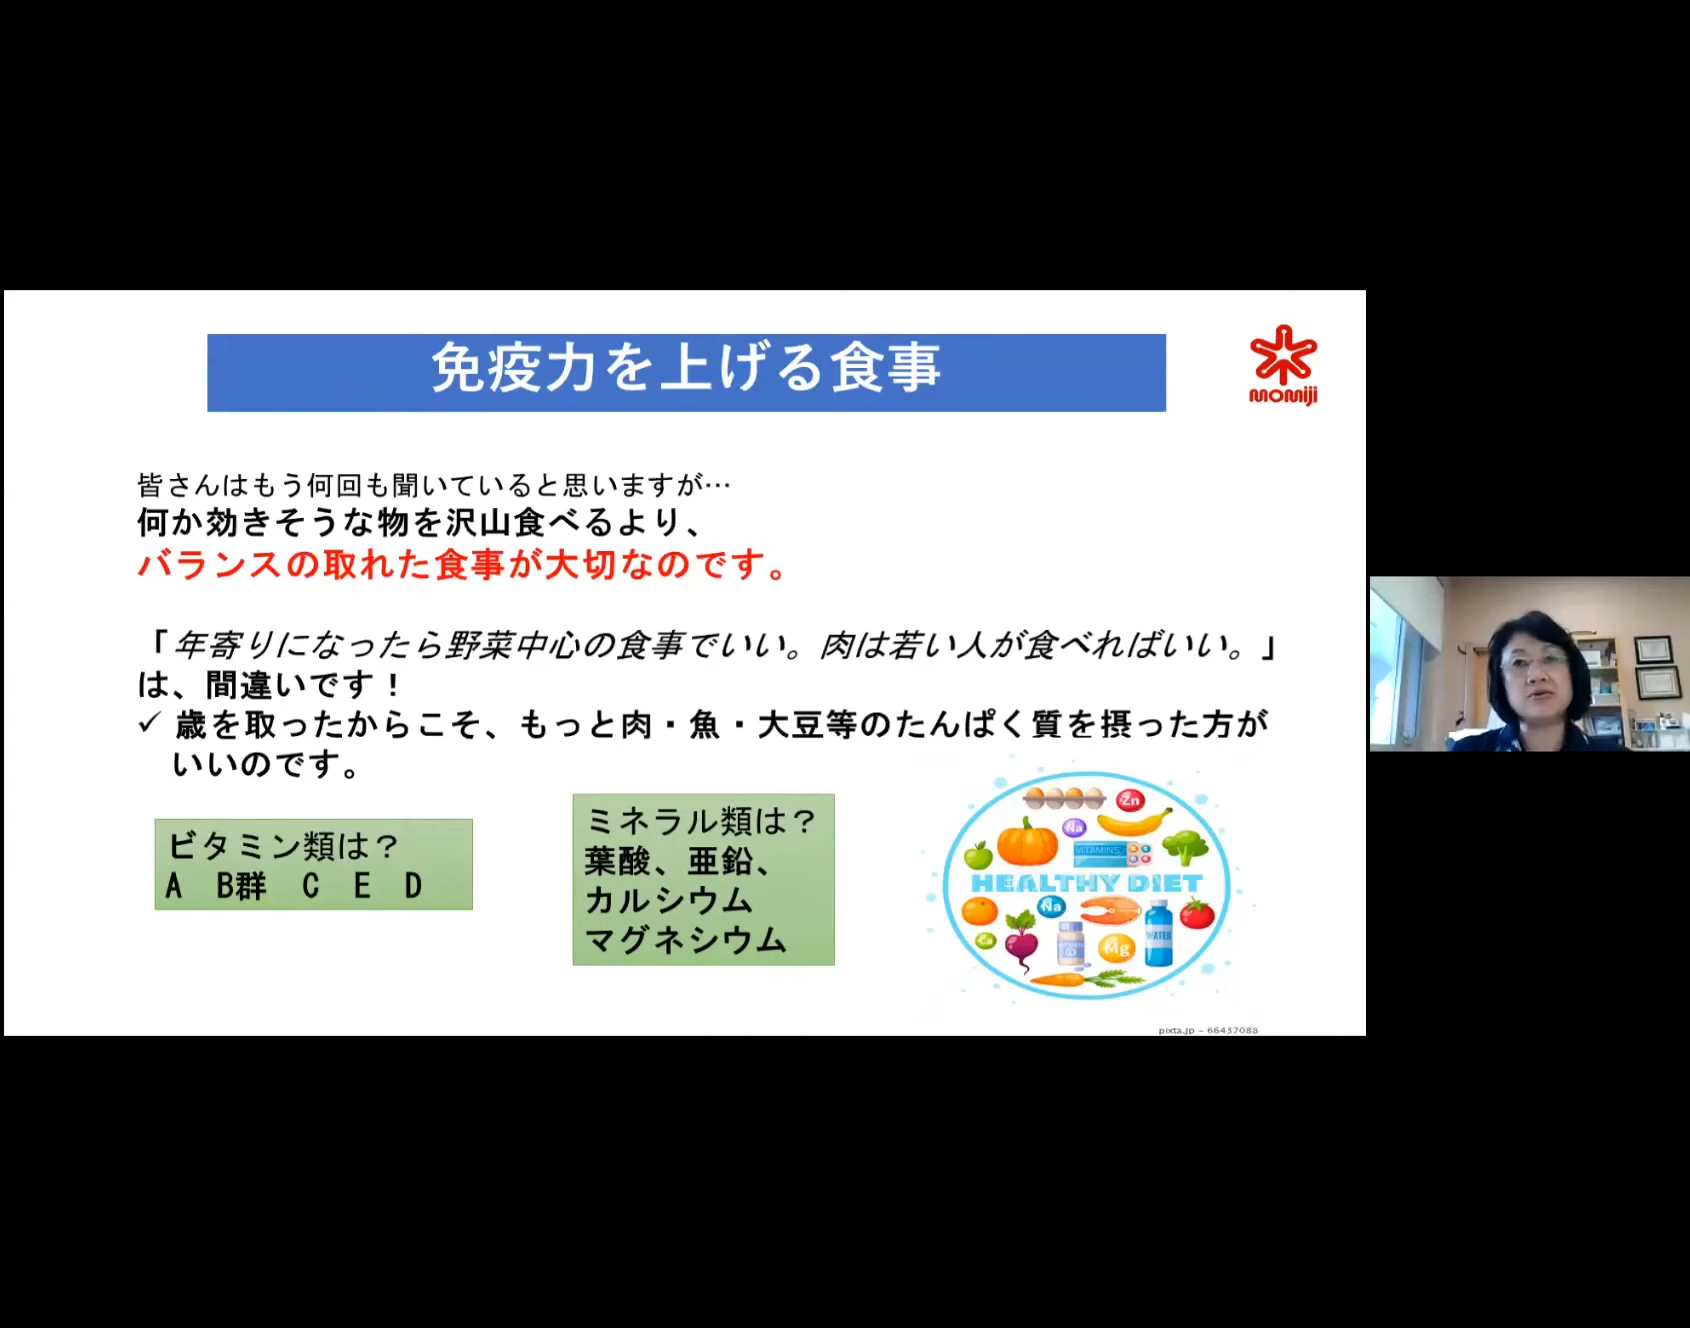 免疫力を上げる食事
momiji
皆さんはもう何回も聞いていると思いますが…
何か効きそうな物を沢山食べるより、
バランスの取れた食事が大切なのです。
「年寄りになったら野菜中心の食事でいい。肉は若い人が食べればいい。」
は、間違いです！
✓ 歳を取ったからこそ、もっと肉・魚・大豆等のたんぱく質を摂った方が
いいのです。
ビタミン類は？
A B群 C E D
ミネラル類は？
葉酸、亜鉛、
カルシウム
マグネシウム
Zn
Na
VITAMINS
HEALTHY DIET
Na
WATER
Mg
pixta.jp - 66437088